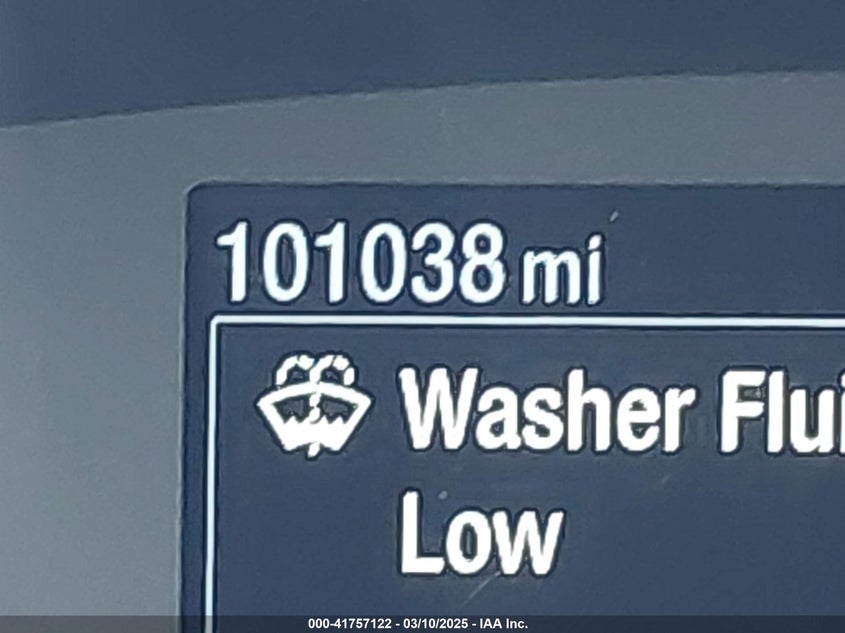 101038 mi
Washer Flui
Low
000-41757122 - 03/10/2025 - IAA Inc.